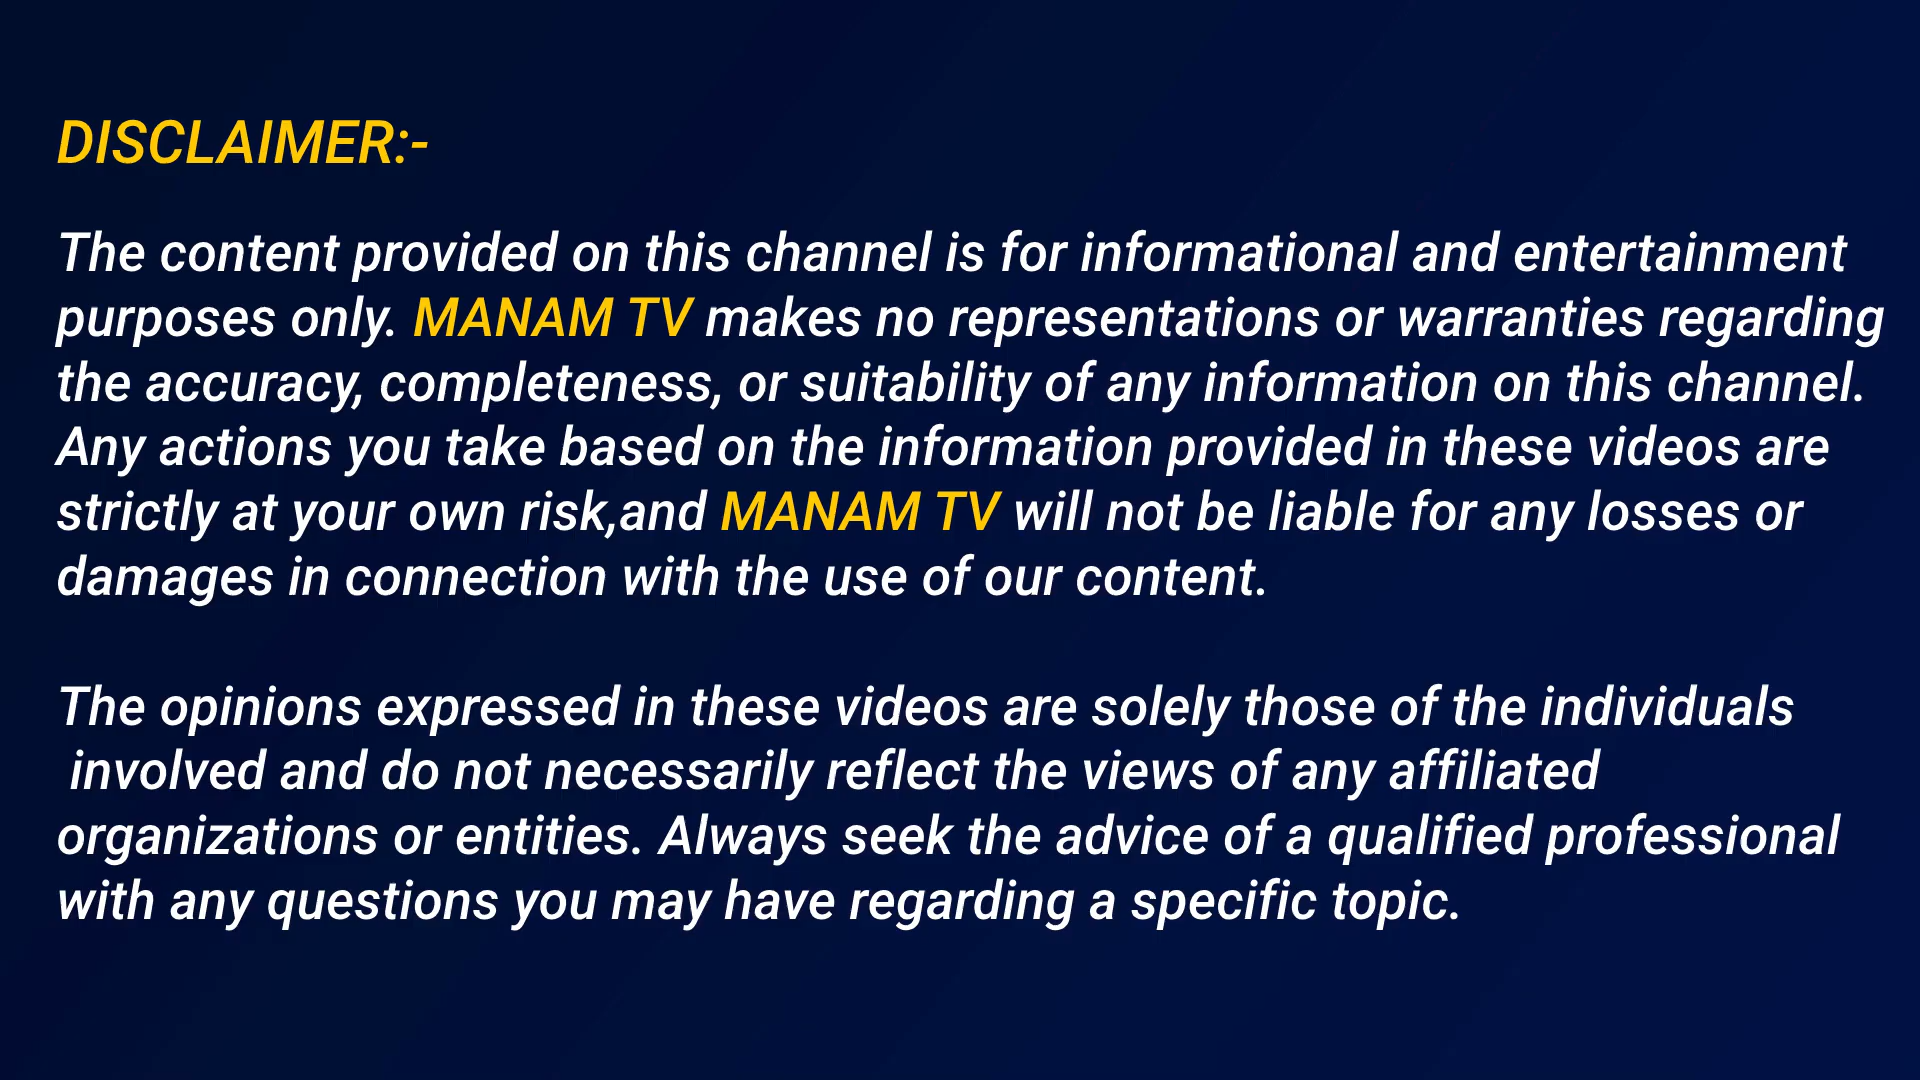 DISCLAIMER:-
The content provided on this channel is for informational and entertainment
purposes only. MANAM TV makes no representations or warranties regarding
the accuracy, completeness, or suitability of any information on this channel.
Any actions you take based on the information provided in these videos are
strictly at your own risk,and MANAM TV will not be liable for any losses or
damages in connection with the use of our content.
The opinions expressed in these videos are solely those of the individuals
involved and do not necessarily reflect the views of any affiliated
organizations or entities. Always seek the advice of a qualified professional
with any questions you may have regarding a specific topic.